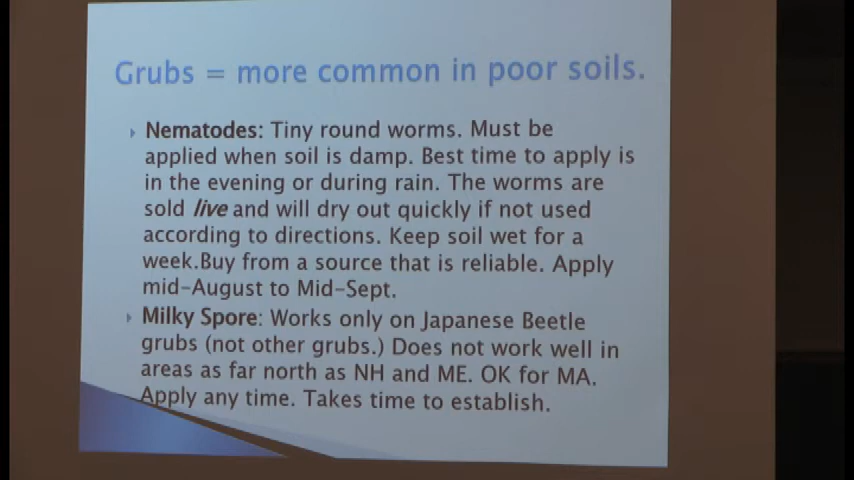 Grubs = more common in poor soils.
Nematodes: Tiny round worms. Must be
applied when soil is damp. Best time to apply is
in the evening or during rain. The worms are
sold live and will dry out quickly if not used
according to directions. Keep soil wet for a
week.Buy from a source that is reliable. Apply
mid-August to Mid-Sept.
Milky Spore: Works only on Japanese Beetle
grubs (not other grubs.) Does not work well in
areas as far north as NH and ME. OK for MA.
Apply any time. Takes time to establish.